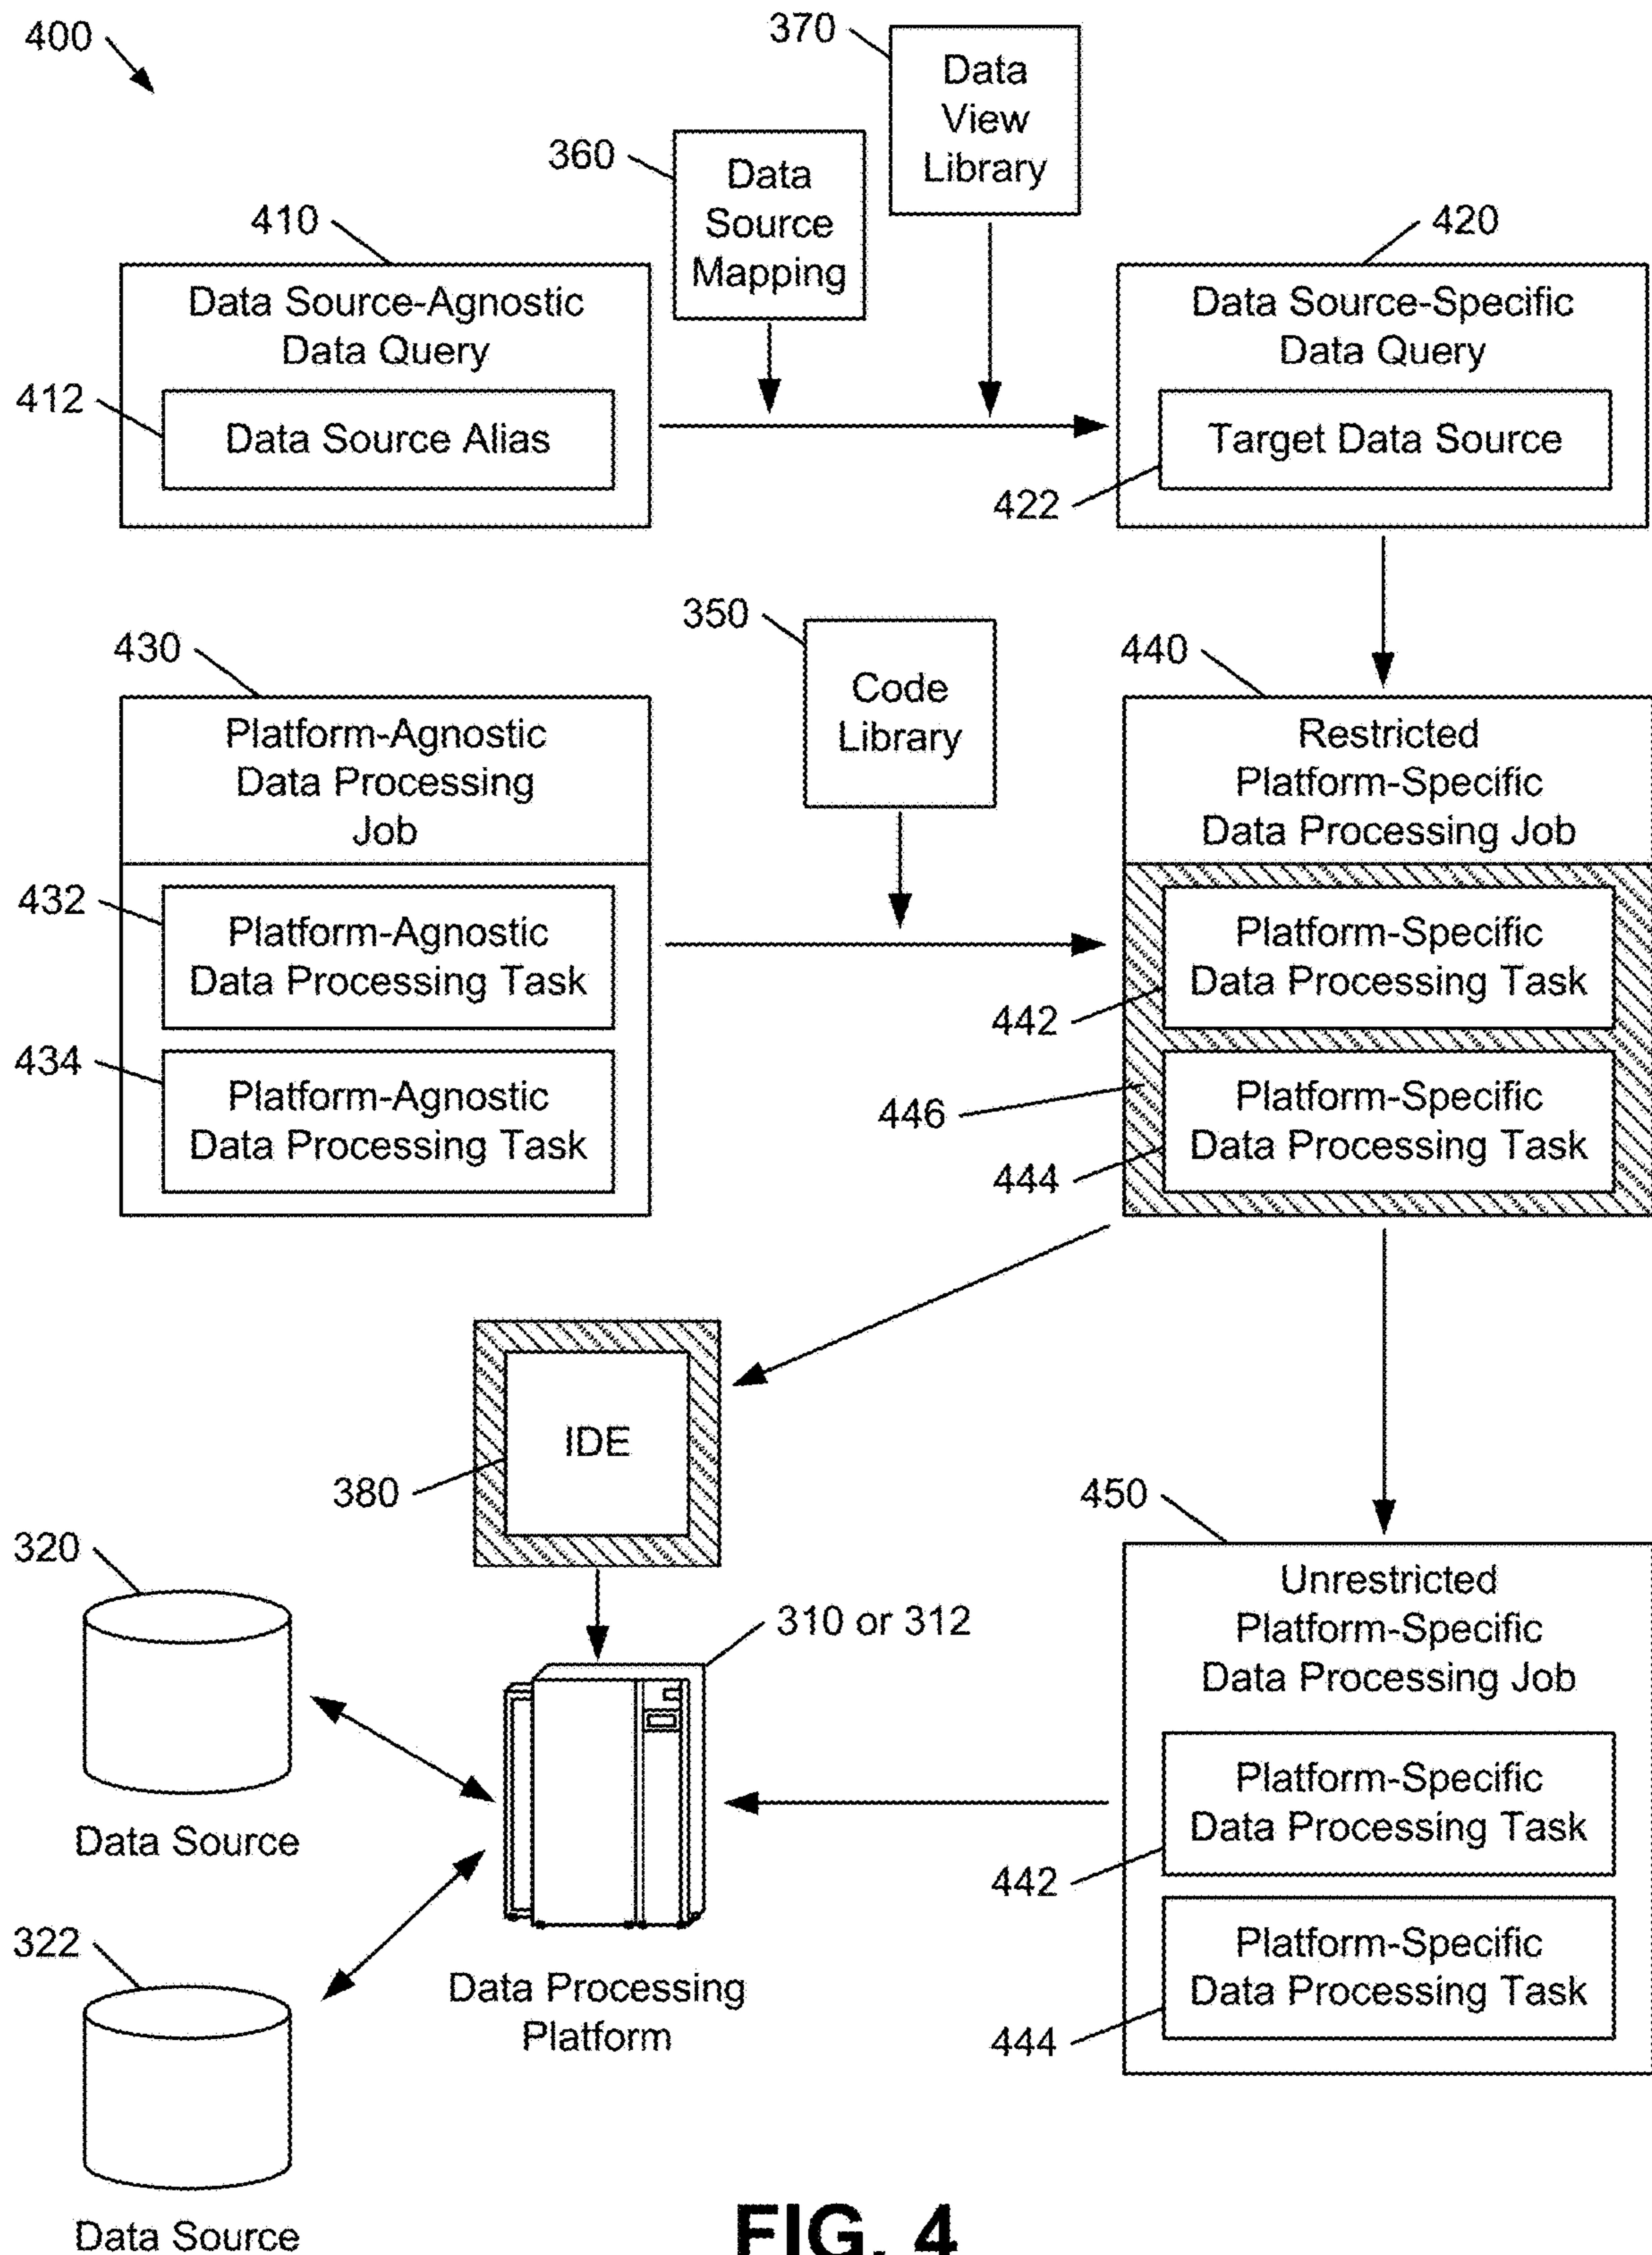 400
370
Data
View
Library
360
Data
Source
Mapping
410
420
Data Source-Agnostic
Data Query
412
Data Source Alias
Data Source-Specific
Data Query
Target Data Source
422
350
Code
Library
430
Platform-Agnostic
Data Processing
Job
432
Platform-Agnostic
Data Processing Task
434
Platform-Agnostic
Data Processing Task
440
Restricted
Platform-Specific
Data Processing Job
Platform-Specific
Data Processing Task
442
446
Platform-Specific
Data Processing Task
444
IDE
380
450
Unrestricted
Platform-Specific
Data Processing Job
Platform-Specific
Data Processing Task
442
Platform-Specific
Data Processing Task
444
320
Data Source
310 or 312
Data Processing
Platform
322
Data Source
FIG. 4